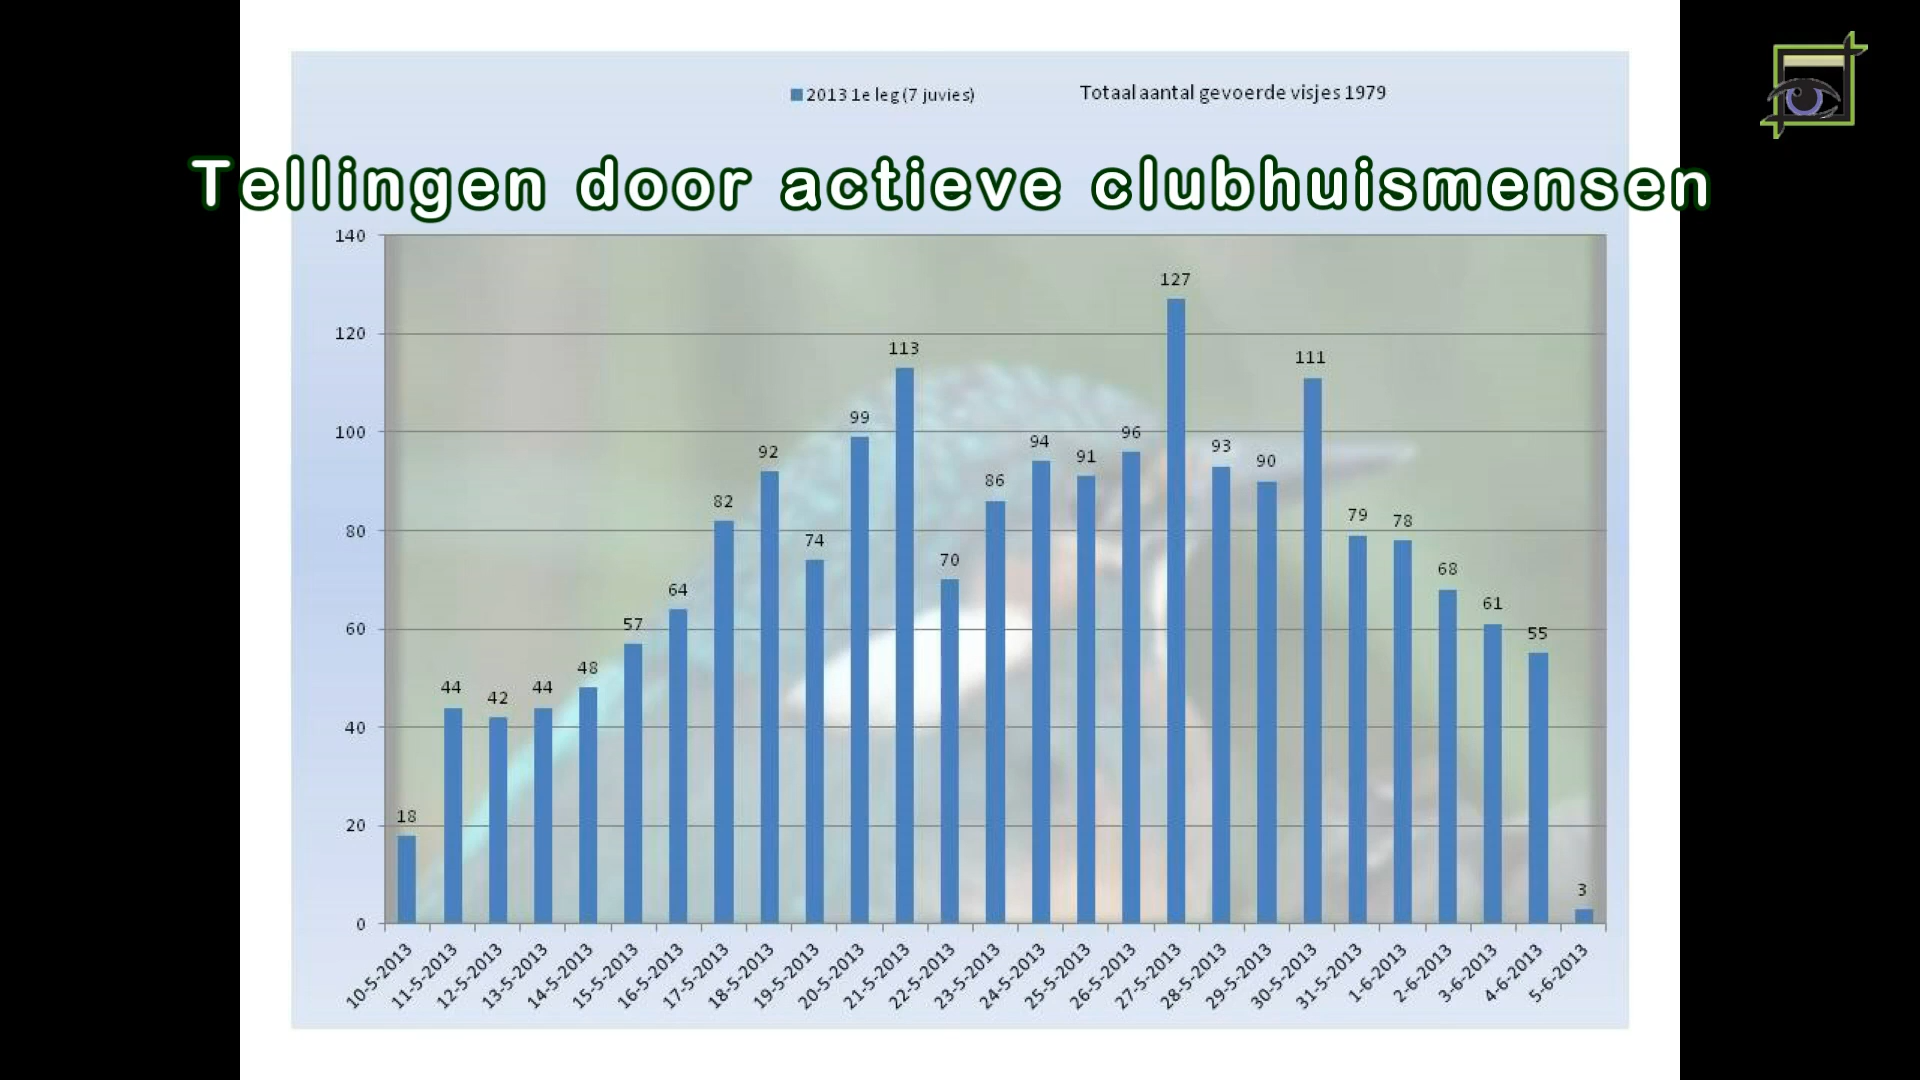 2013 1e leg (7 juvies) Totaal aantal gevoerde visjes 1979
Tellingen door actieve clubhuismensen
140
120
100
80
60
40
20
0
18 44 42 44 48 57 64 82 92 74 99 113 70 86 94 91 96 127 93 90 111 79 78 68 61 55 3
10-5-2013 11-5-2013 12-5-2013 13-5-2013 14-5-2013 15-5-2013 16-5-2013 17-5-2013 18-5-2013 19-5-2013 20-5-2013 21-5-2013 22-5-2013 23-5-2013 24-5-2013 25-5-2013 26-5-2013 27-5-2013 28-5-2013 29-5-2013 30-5-2013 31-5-2013 1-6-2013 2-6-2013 3-6-2013 4-6-2013 5-6-2013